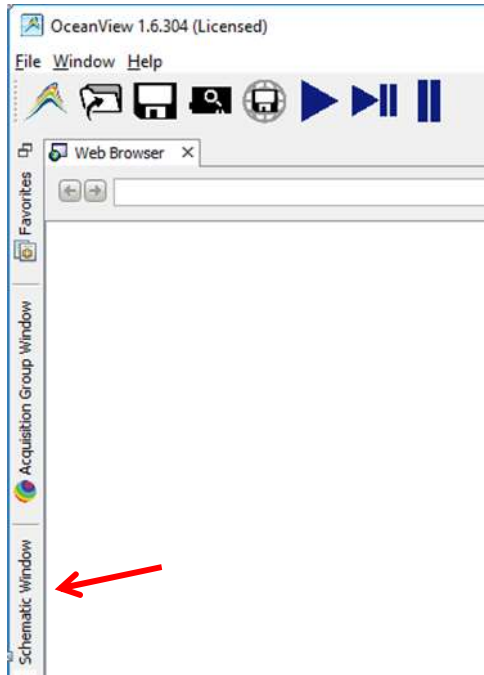 OceanView 1.6.304 (Licensed)
File Window Help
Web Browser
Favorites
Acquisition Group Window
Schematic Window